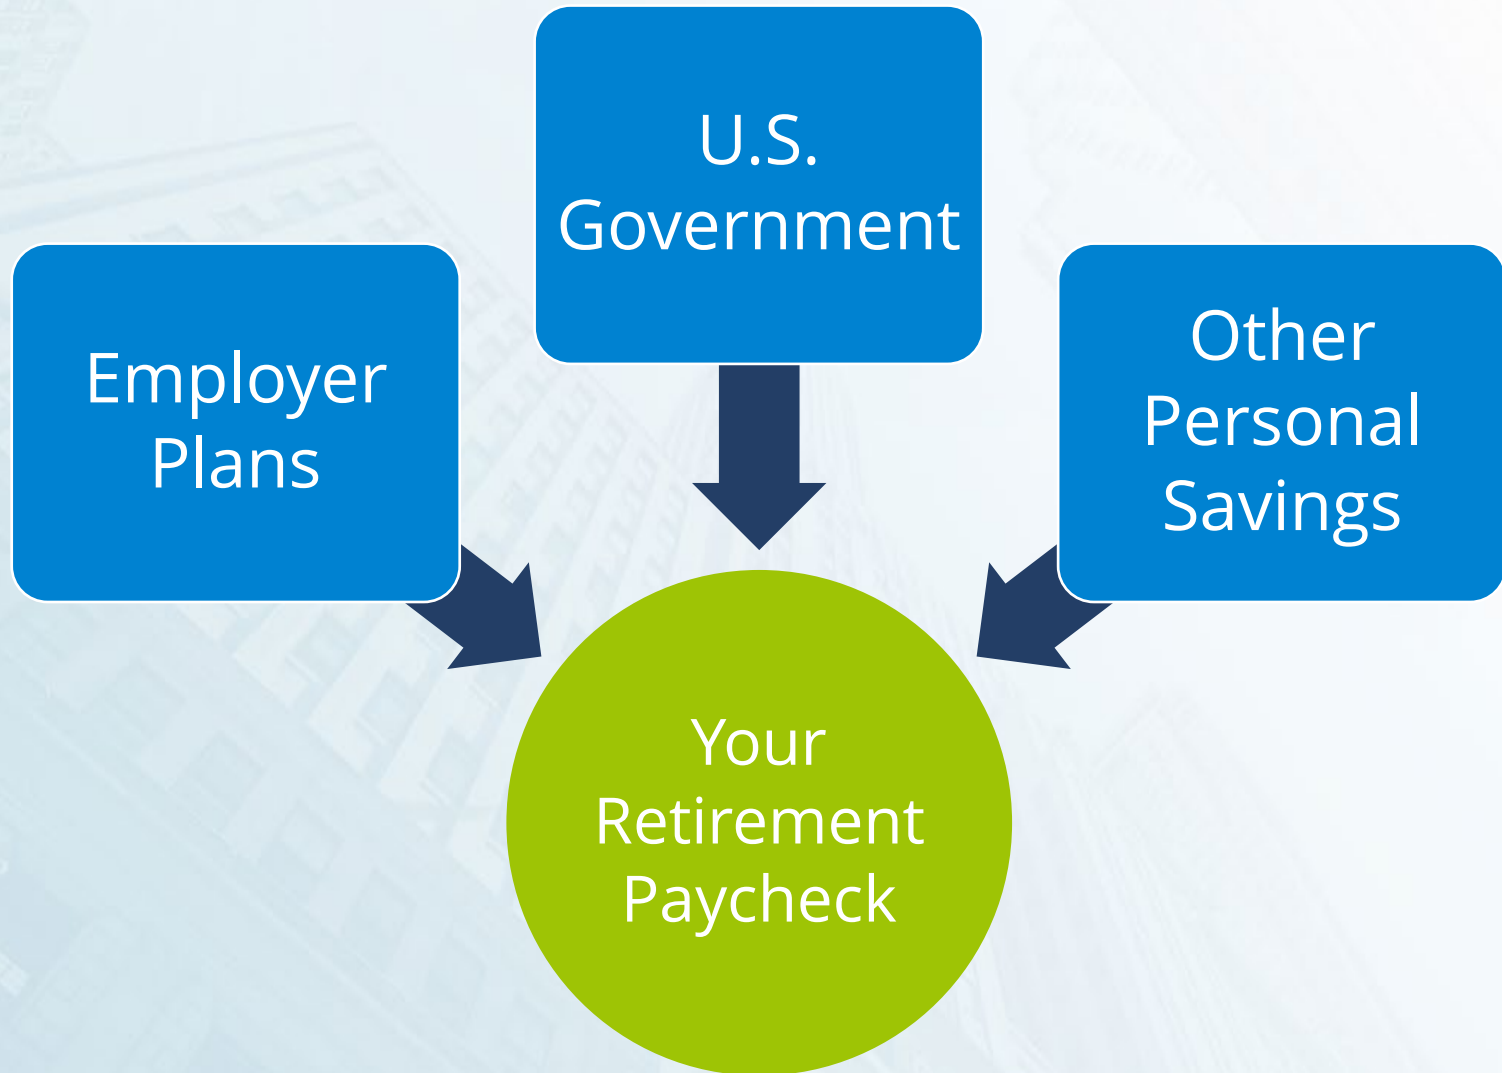 U.S.
Government
Employer
Plans
Other
Personal
Savings
Your
Retirement
Paycheck